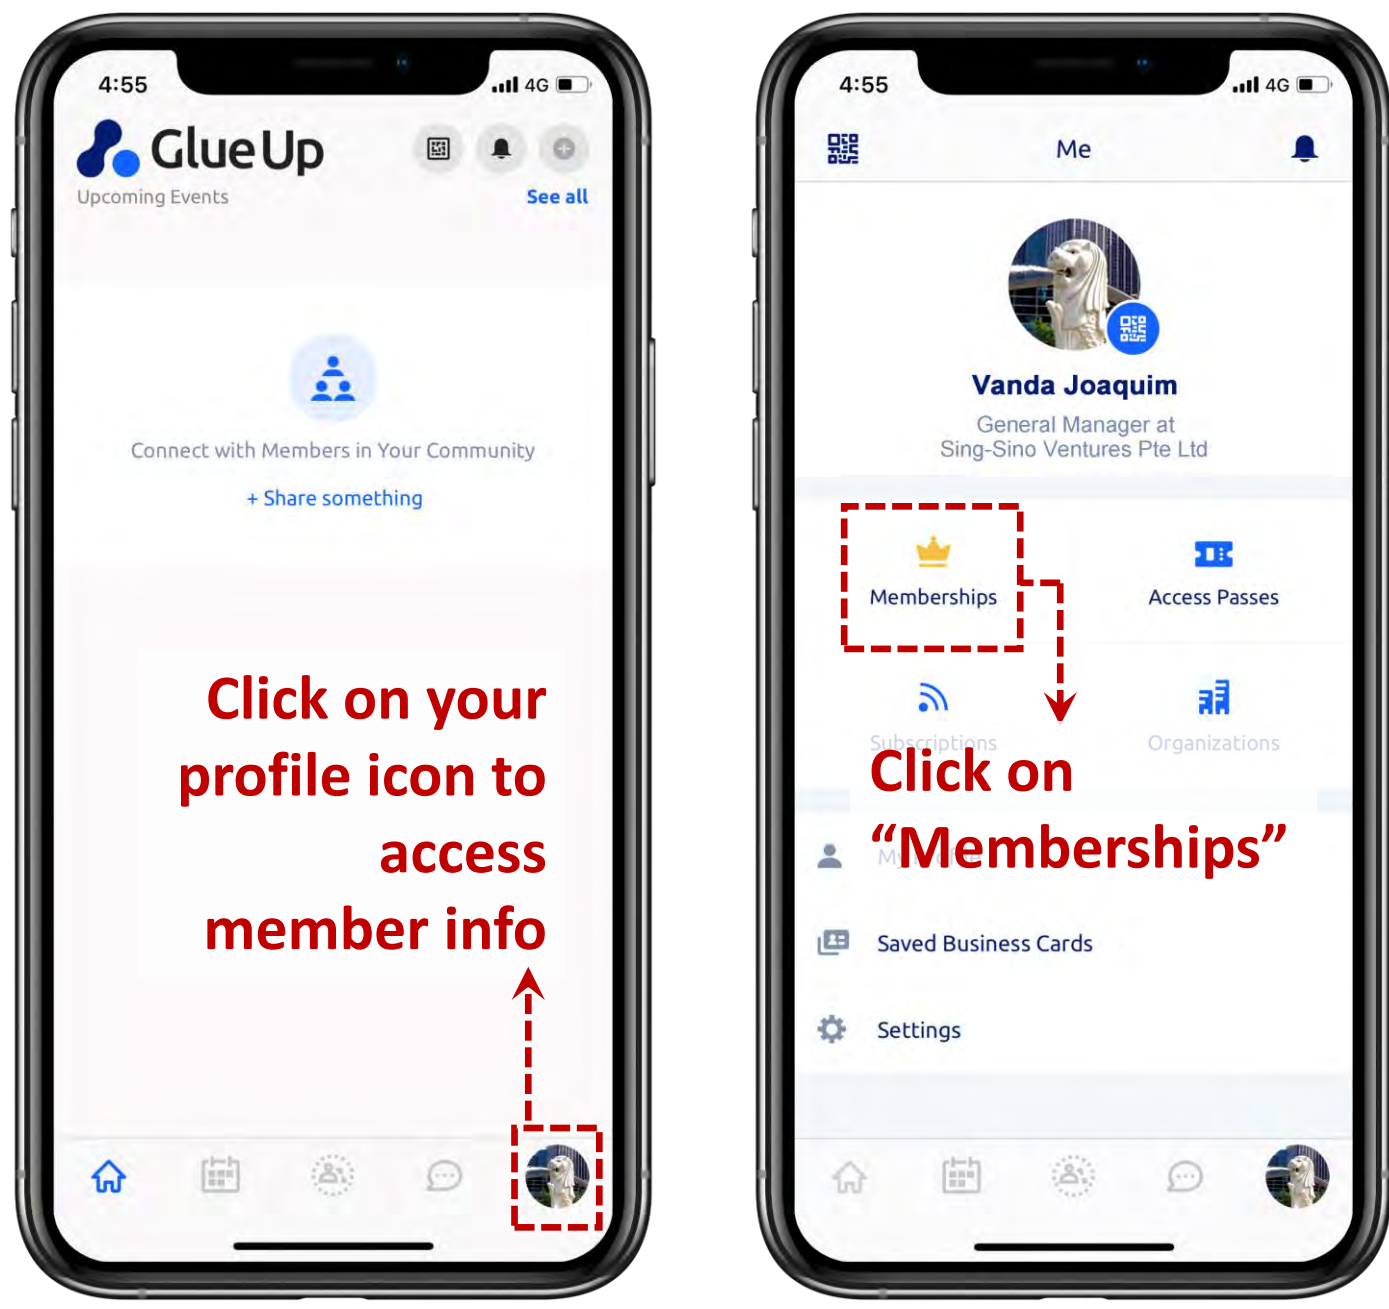 4:55
4G
Glue Up
Upcoming Events
See all
Connect with Members in Your Community
+ Share something
Click on your
profile icon to
access
member info
4:55
4G
Me
Vanda Joaquim
General Manager at
Sing-Sino Ventures Pte Ltd
Memberships
Access Passes
Subscriptions
Organizations
Click on
“Memberships”
Saved Business Cards
Settings